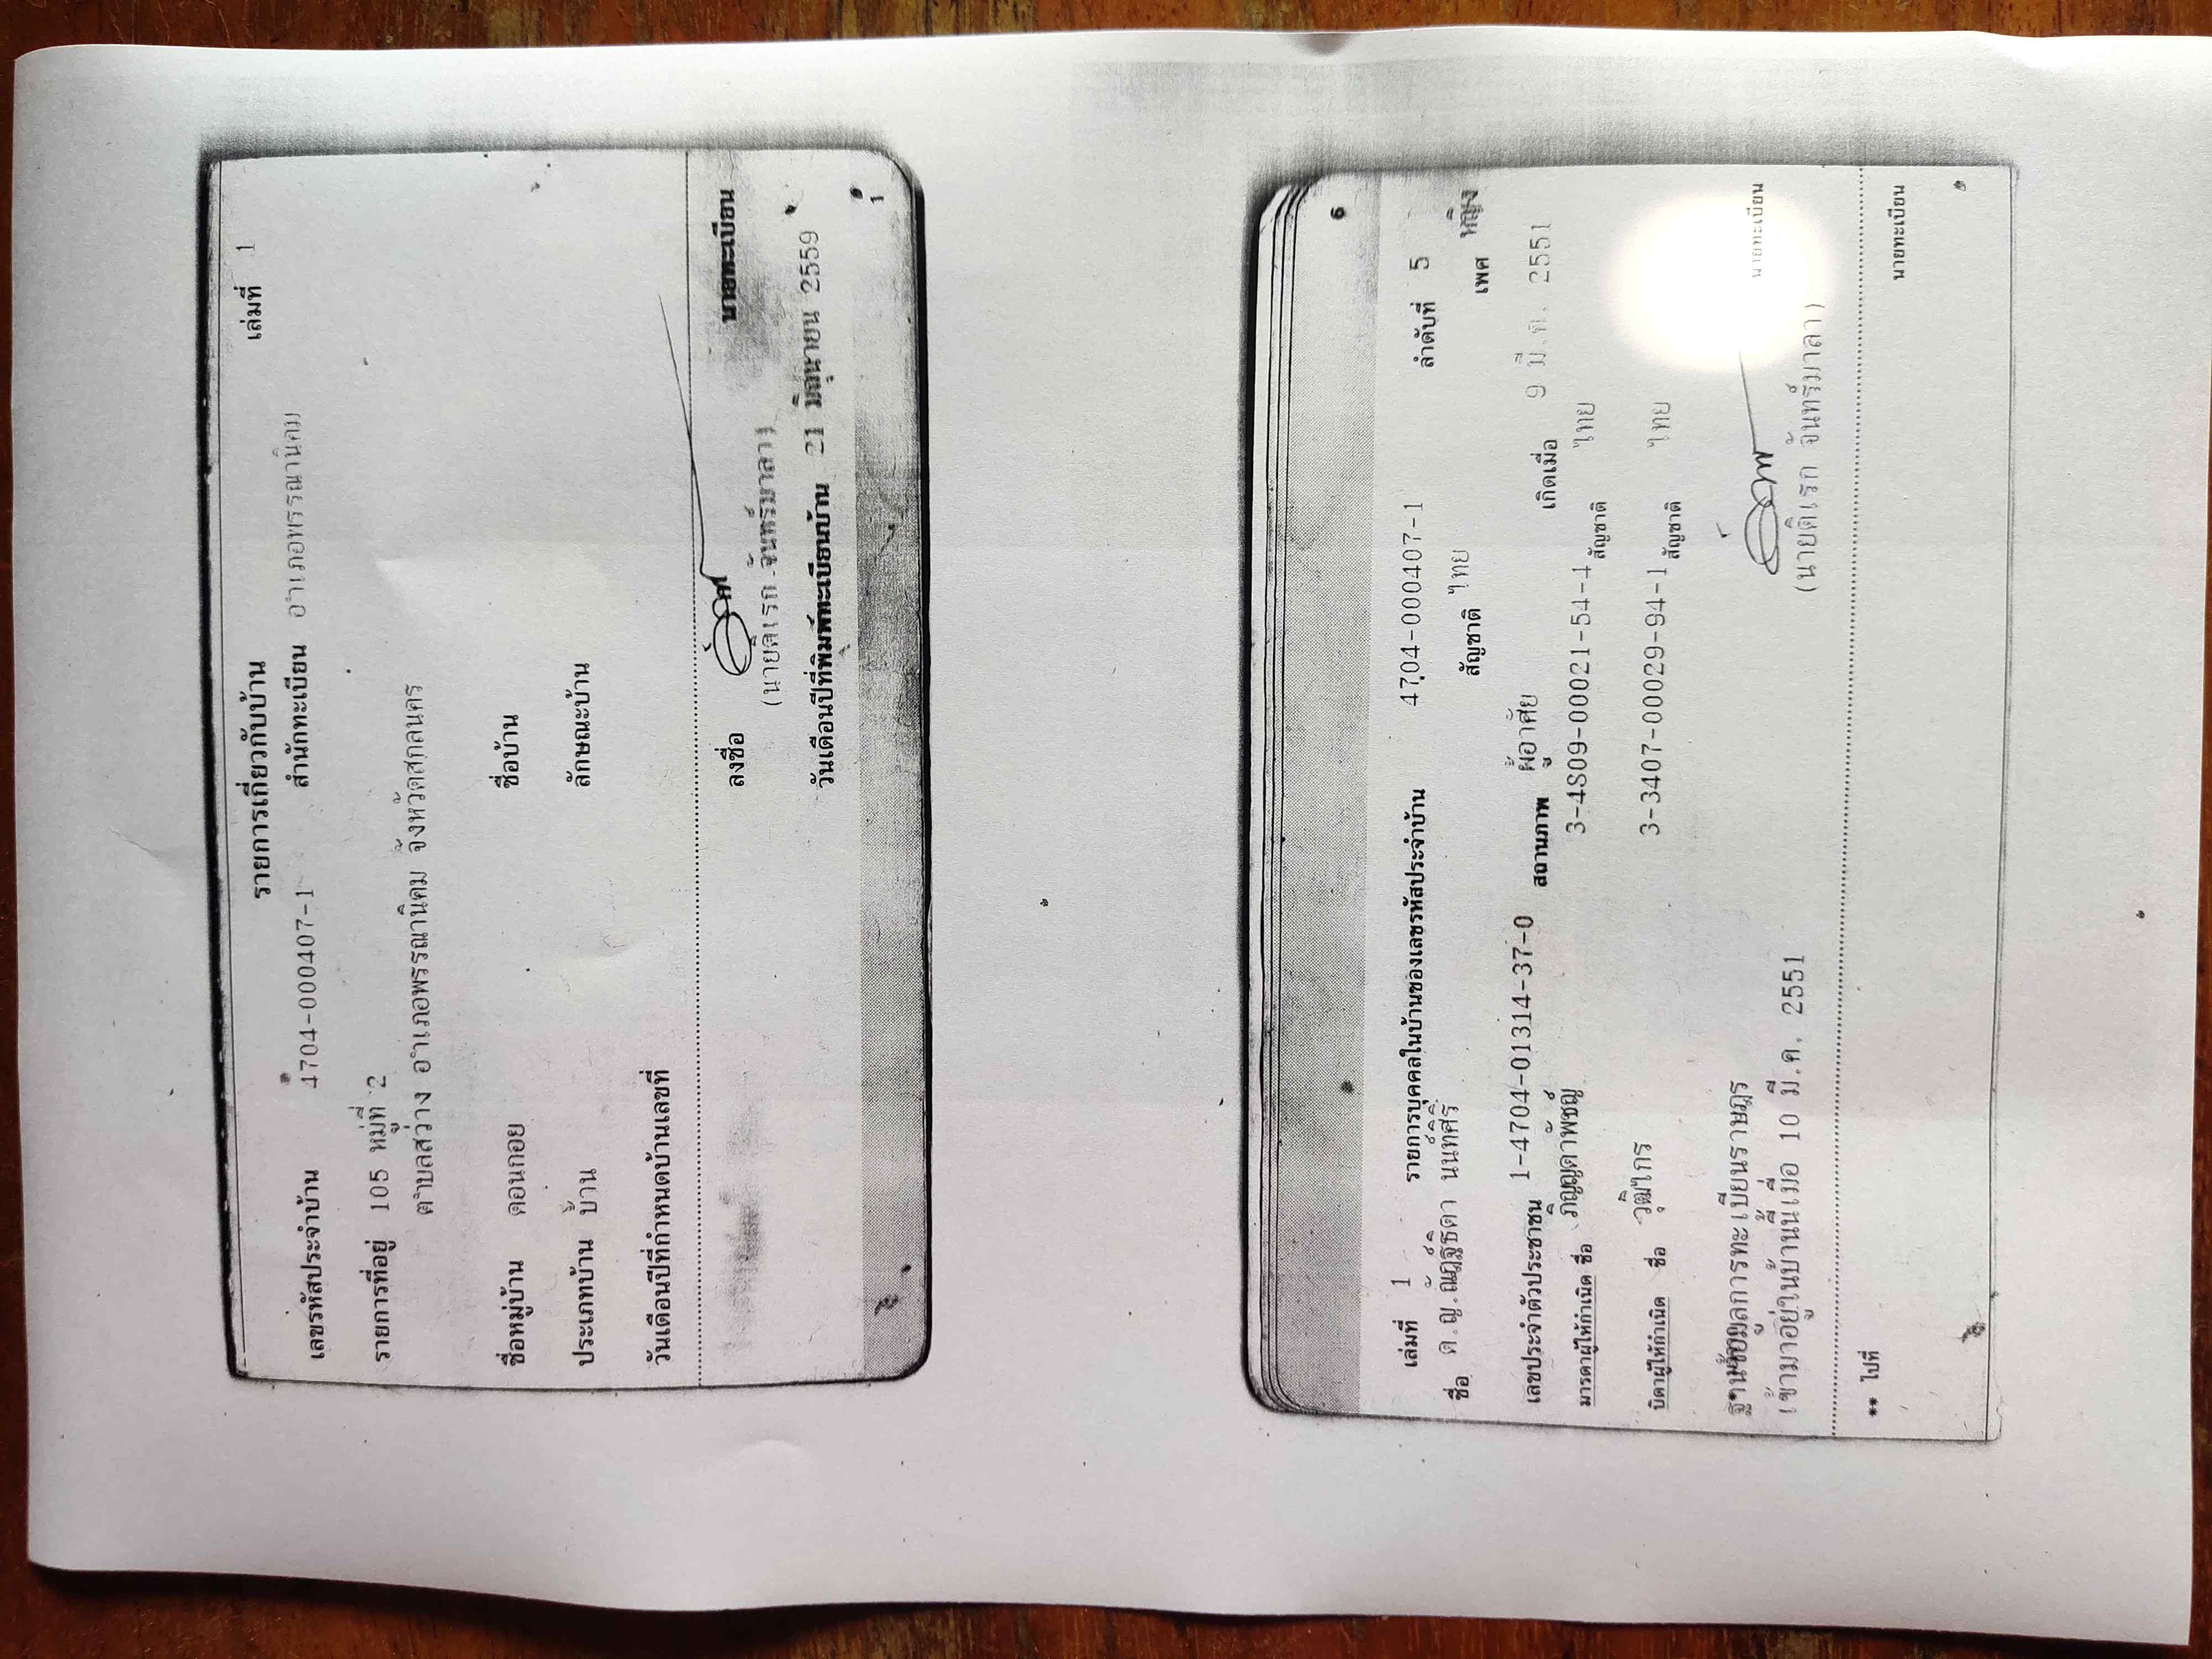 รายการเกี่ยวกับบ้าน เล่มที่ 1
เลขรหัสประจำบ้าน 4704-000407-1 สำนักทะเบียน อำเภอพรรณานิคม
รายการที่อยู่ 105 หมู่ที่ 2
ตำบลสว่าง อำเภอพรรณานิคม จังหวัดสกลนคร
ชื่อหมู่บ้าน ดอนกอย ชื่อบ้าน
ประเภทบ้าน บ้าน ลักษณะบ้าน
วันเดือนปีที่กำหนดบ้านเลขที่
ลงชื่อ นายทะเบียน
(นายดิเรก จันทร์มาลา)
วันเดือนปีที่พิมพ์ทะเบียนบ้าน 21 มิถุนายน 2559
1
6
เล่มที่ 1 รายการบุคคลในบ้านของเลขรหัสประจำบ้าน 4704-000407-1 ลำดับที่ 5
ชื่อ ด.ญ. นนท์ศิริ สัญชาติ ไทย เพศ หญิง
เลขประจำตัวประชาชน 1-4704-01314-37-0 สถานภาพ ผู้อาศัย เกิดเมื่อ 9 มี.ค. 2551
มารดาผู้ให้กำเนิด ชื่อ 3-4809-00021-54-4 สัญชาติ ไทย
บิดาผู้ให้กำเนิด ชื่อ วุฒิไกร 3-3407-00029-94-1 สัญชาติ ไทย
ฐานข้อมูลการทะเบียนราษฎร
เข้ามาอยู่ในบ้านนี้เมื่อ 10 มี.ค. 2551 นายทะเบียน
(นายดิเรก จันทร์มาลา)
** ไปที่
นายทะเบียน